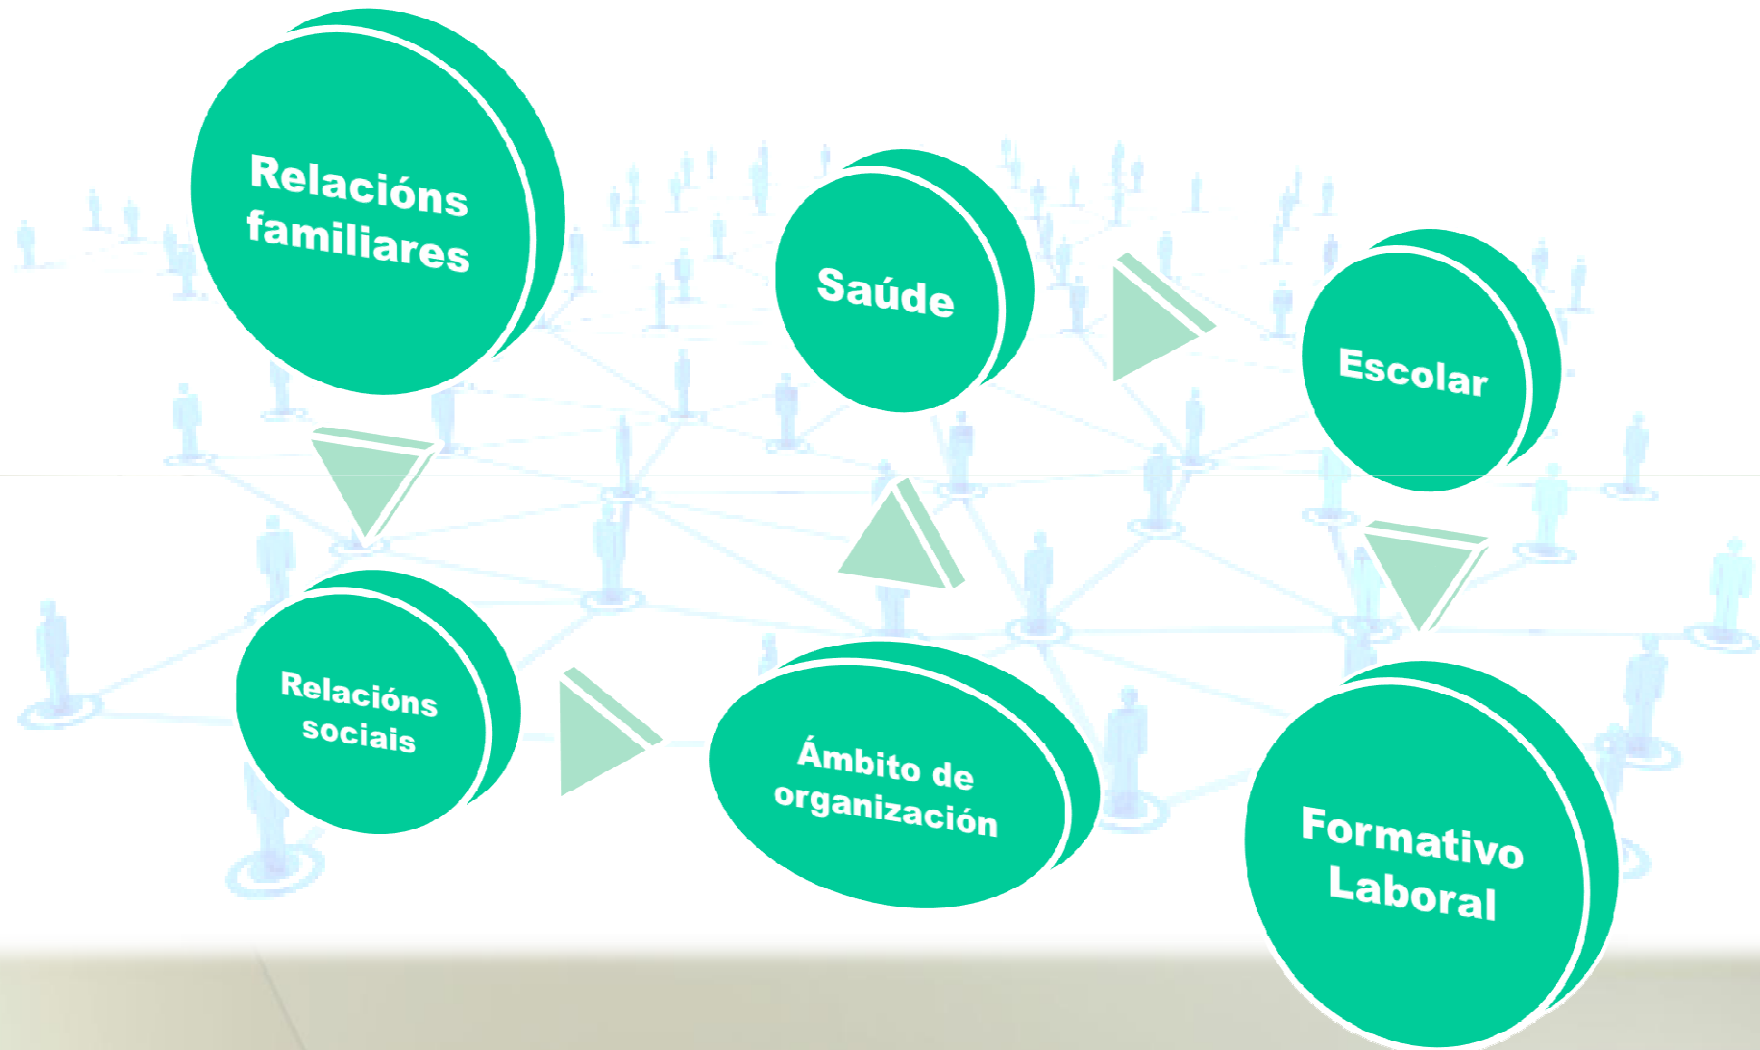 Relacións
familiares
Relacións
sociais
Ámbito de
organización
Saúde
Escolar
Formativo
Laboral